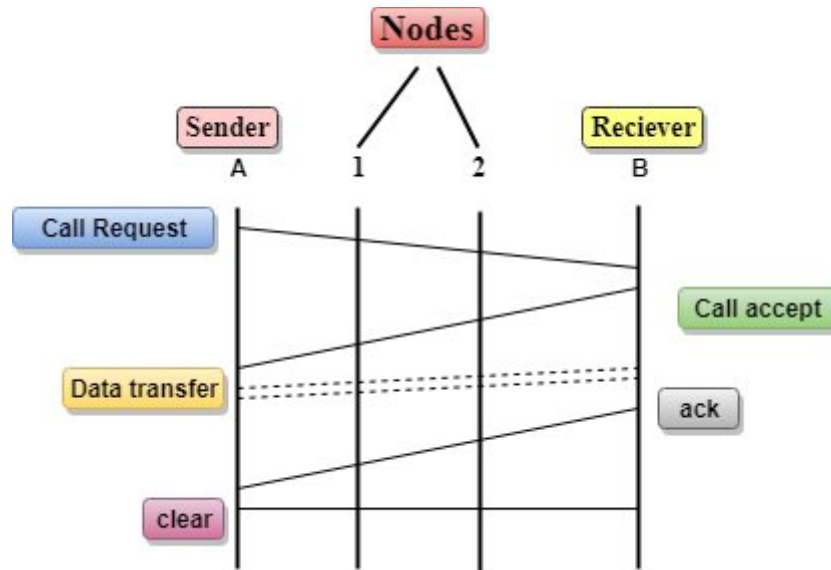 Nodes
Sender
Reciever
A
1
2
B
Call Request
Call accept
Data transfer
ack
clear